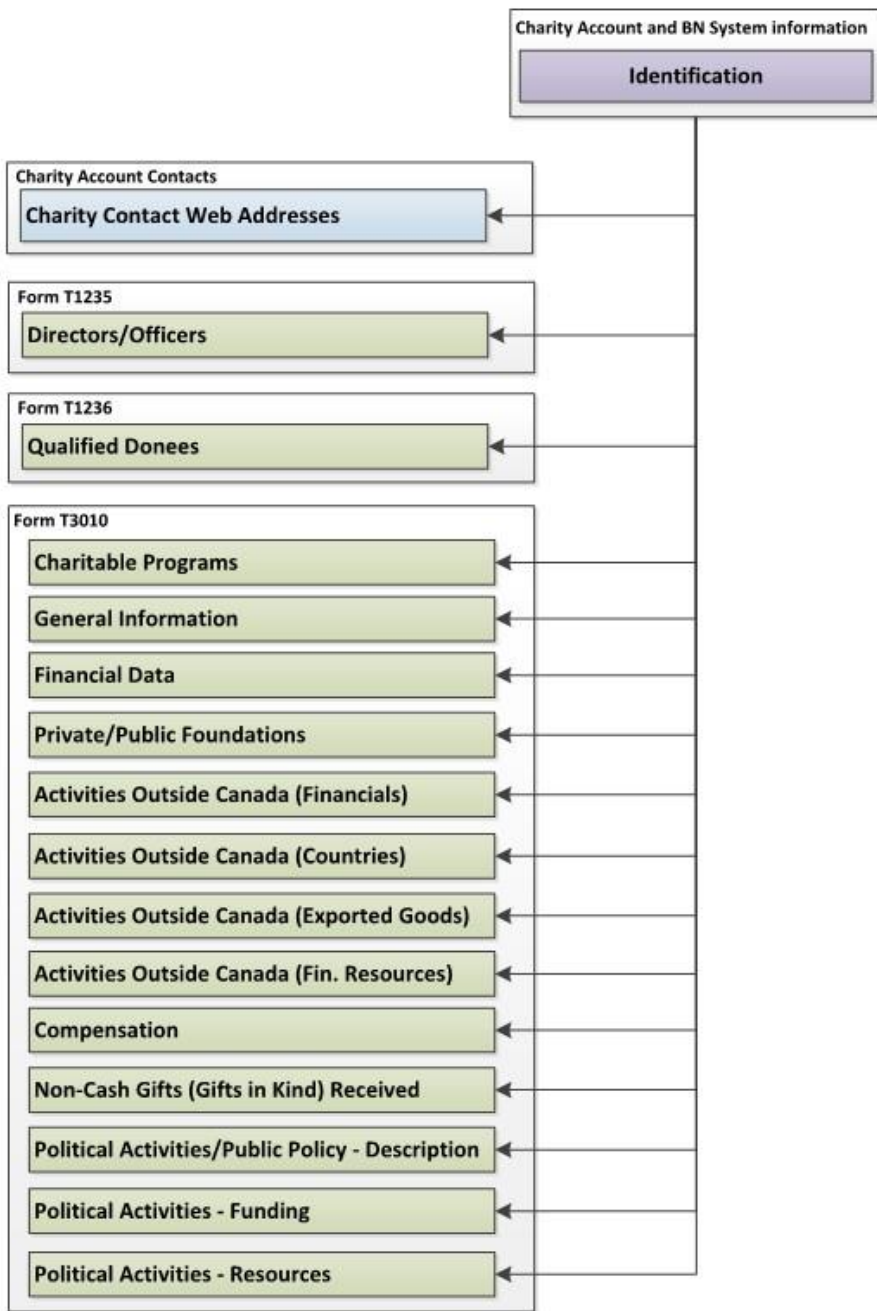 Charity Account and BN System information
Identification
Charity Account Contacts
Charity Contact Web Addresses
Form T1235
Directors/Officers
Form T1236
Qualified Donees
Form T3010
Charitable Programs
General Information
Financial Data
Private/Public Foundations
Activities Outside Canada (Financials)
Activities Outside Canada (Countries)
Activities Outside Canada (Exported Goods)
Activities Outside Canada (Fin. Resources)
Compensation
Non-Cash Gifts (Gifts in Kind) Received
Political Activities/Public Policy - Description
Political Activities - Funding
Political Activities - Resources